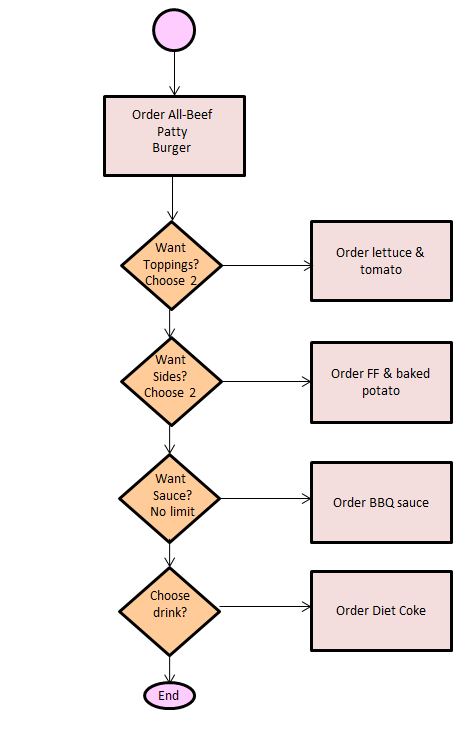 Order All-Beef
Patty
Burger
Want
Toppings?
Choose 2
Order lettuce &
tomato
Want
Sides?
Choose 2
Order FF & baked
potato
Want
Sauce?
No limit
Order BBQ sauce
Choose
drink?
Order Diet Coke
End